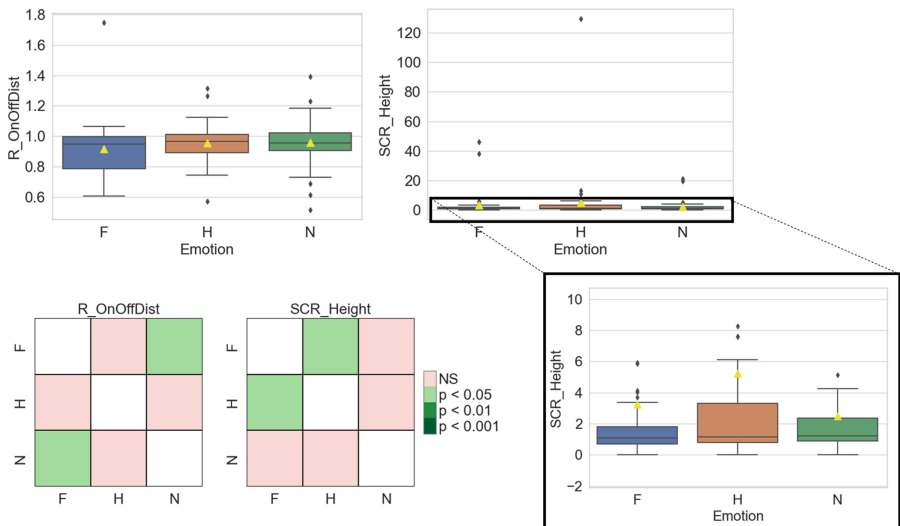 1.8
1.6
1.4
1.2
1.0
0.8
0.6
R_OnOffDist
F H N
Emotion
120
100
80
60
40
20
0
SCR_Height
F H N
Emotion
R_OnOffDist
F
H
N
F H N
SCR_Height
F
H
N
F H N
NS
p < 0.05
p < 0.01
p < 0.001
10
8
6
4
2
0
−2
SCR_Height
F H N
Emotion